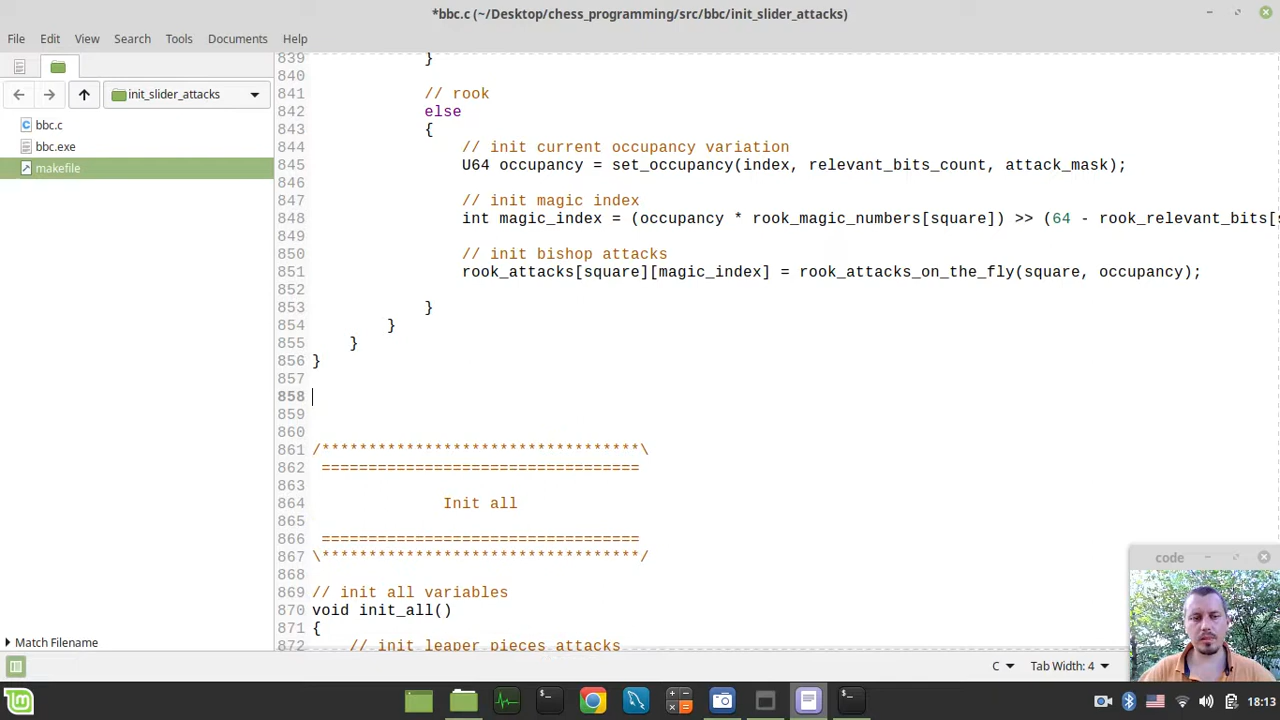 *bbc.c (~/Desktop/chess_programming/src/bbc/init_slider_attacks)
File Edit View Search Tools Documents Help
init_slider_attacks
bbc.c
bbc.exe
makefile
839 }
840
841 // rook
842 else
843 {
844 // init current occupancy variation
845 U64 occupancy = set_occupancy(index, relevant_bits_count, attack_mask);
846
847 // init magic index
848 int magic_index = (occupancy * rook_magic_numbers[square]) >> (64 - rook_relevant_bits[s
849
850 // init bishop attacks
851 rook_attacks[square][magic_index] = rook_attacks_on_the_fly(square, occupancy);
852
853 }
854 }
855 }
856 }
857
858
859
860
861 /**********************************\
862 ==================================
863
864 Init all
865
866 ==================================
867 \**********************************/
868
869 // init all variables
870 void init_all()
871 {
872 // init leaper pieces attacks
code
Match Filename
C
Tab Width: 4
18:13